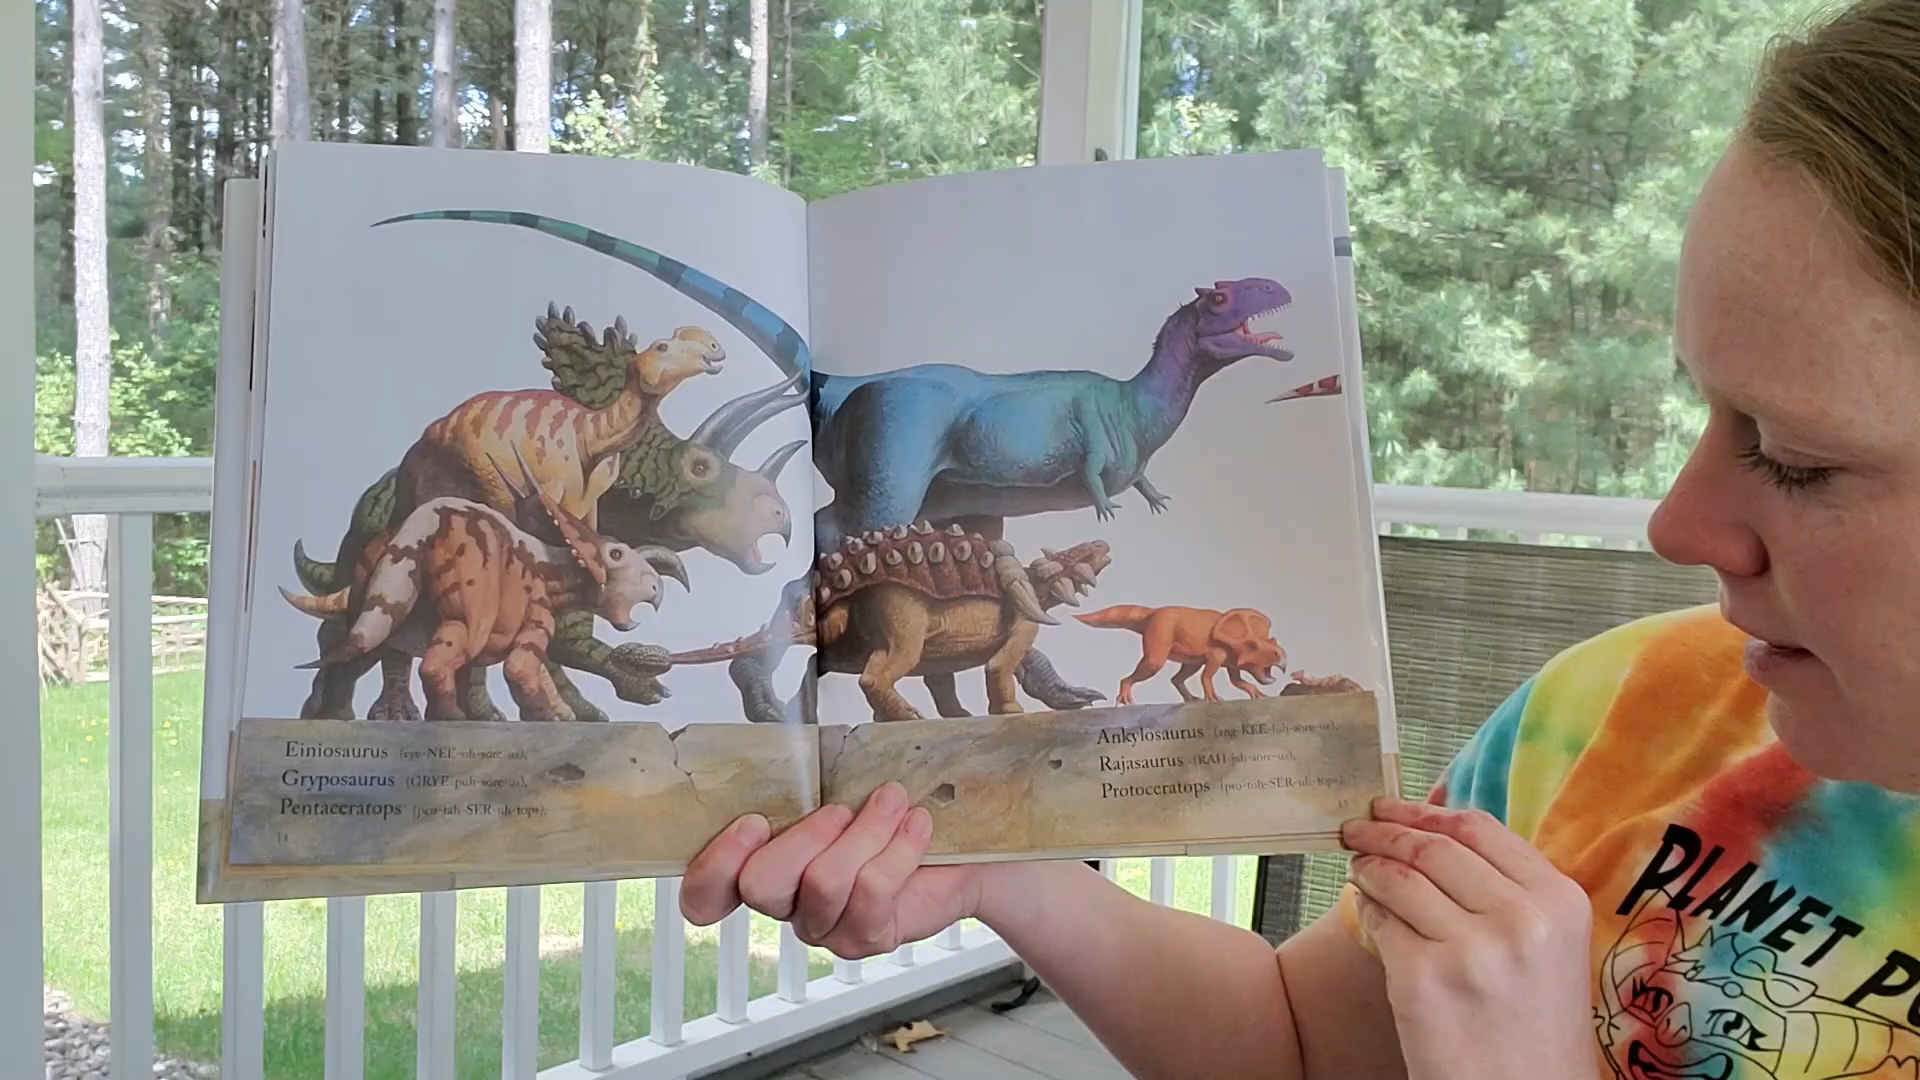 Einiosaurus (eye-NEE-oh-sore-us),
Gryposaurus (GRYE-puh-sore-us),
Pentaceratops (pen-tah-SER-uh-tops),
14
Ankylosaurus (ang-KEE-luh-sore-us),
Rajasaurus (RAH-jah-sore-us),
Protoceratops (pro-toh-SER-uh-tops),
15
PLANET